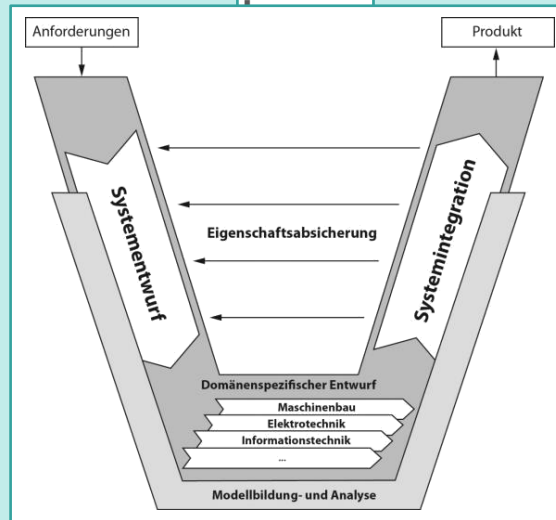 Anforderungen
Produkt
Systementwurf
Eigenschaftsabsicherung
Systemintegration
Domänenspezifischer Entwurf
Maschinenbau
Elektrotechnik
Informationstechnik
...
Modellbildung- und Analyse